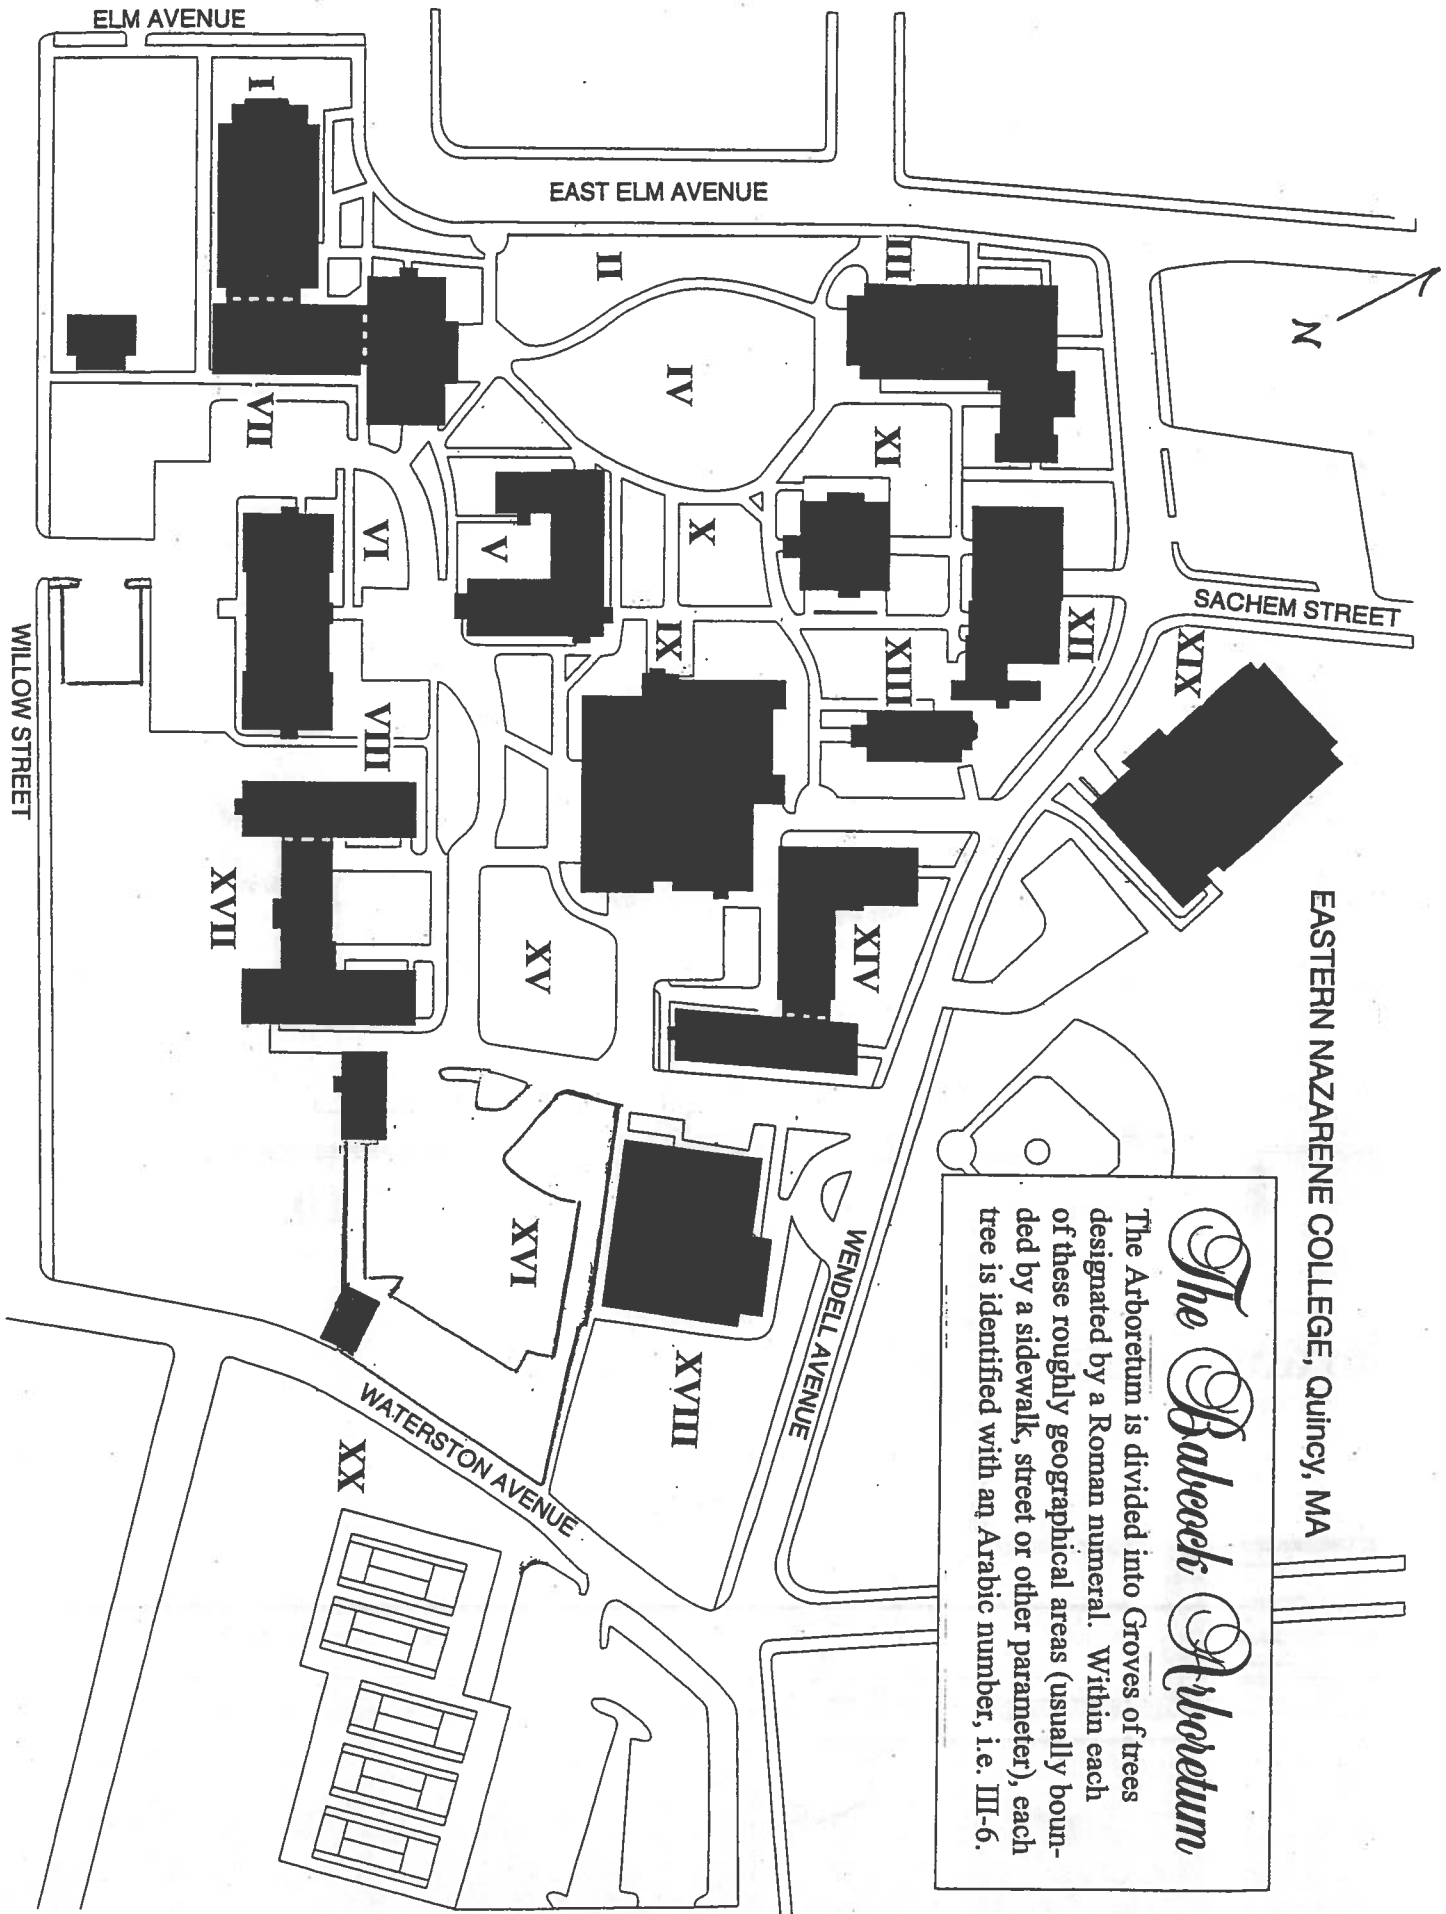 EASTERN NAZARENE COLLEGE, Quincy, MA
The Babcock Arboretum
The Arboretum is divided into Groves of trees
designated by a Roman numeral. Within each
of these roughly geographical areas (usually boun-
ded by a sidewalk, street or other parameter), each
tree is identified with an Arabic number, i.e. III-6.
N
ELM AVENUE
EAST ELM AVENUE
SACHEM STREET
WENDELL AVENUE
WATERSTON AVENUE
WILLOW STREET
I
II
III
IV
V
VI
VII
VIII
IX
X
XI
XII
XIII
XIV
XV
XVI
XVII
XVIII
XIX
XX